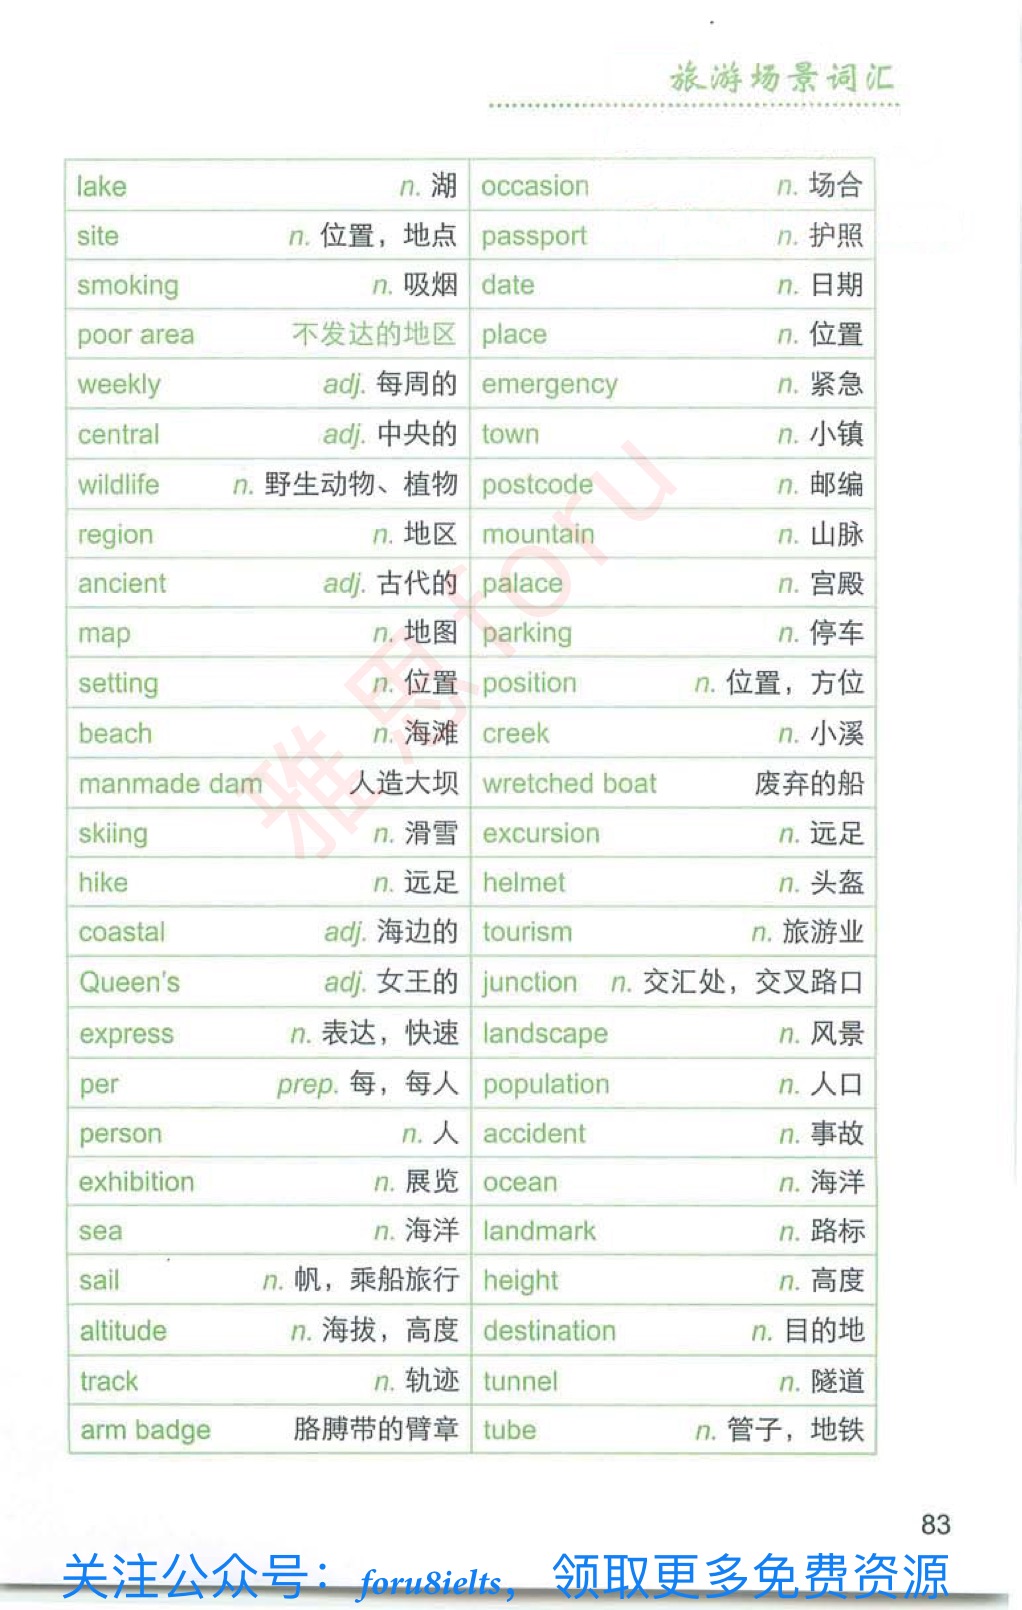 旅游场景词汇
lake n. 湖 occasion n. 场合
site n. 位置，地点 passport n. 护照
smoking n. 吸烟 date n. 日期
poor area 不发达的地区 place n. 位置
weekly adj. 每周的 emergency n. 紧急
central adj. 中央的 town n. 小镇
wildlife n. 野生动物、植物 postcode n. 邮编
region n. 地区 mountain n. 山脉
ancient adj. 古代的 palace n. 宫殿
map n. 地图 parking n. 停车
setting n. 位置 position n. 位置，方位
beach n. 海滩 creek n. 小溪
manmade dam 人造大坝 wretched boat 废弃的船
skiing n. 滑雪 excursion n. 远足
hike n. 远足 helmet n. 头盔
coastal adj. 海边的 tourism n. 旅游业
Queen's adj. 女王的 junction n. 交汇处，交叉路口
express n. 表达，快速 landscape n. 风景
per prep. 每，每人 population n. 人口
person n. 人 accident n. 事故
exhibition n. 展览 ocean n. 海洋
sea n. 海洋 landmark n. 路标
sail n. 帆，乘船旅行 height n. 高度
altitude n. 海拔，高度 destination n. 目的地
track n. 轨迹 tunnel n. 隧道
arm badge 胳膊带的臂章 tube n. 管子，地铁
雅思foru
83
关注公众号：foru8ielts，领取更多免费资源